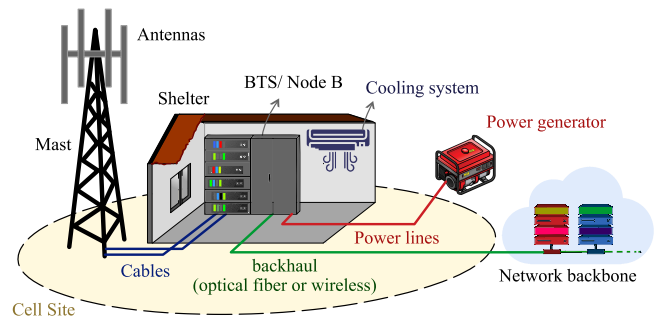 Antennas
BTS/ Node B
Cooling system
Shelter
Power generator
Mast
Power lines
Cables
backhaul
(optical fiber or wireless)
Network backbone
Cell Site